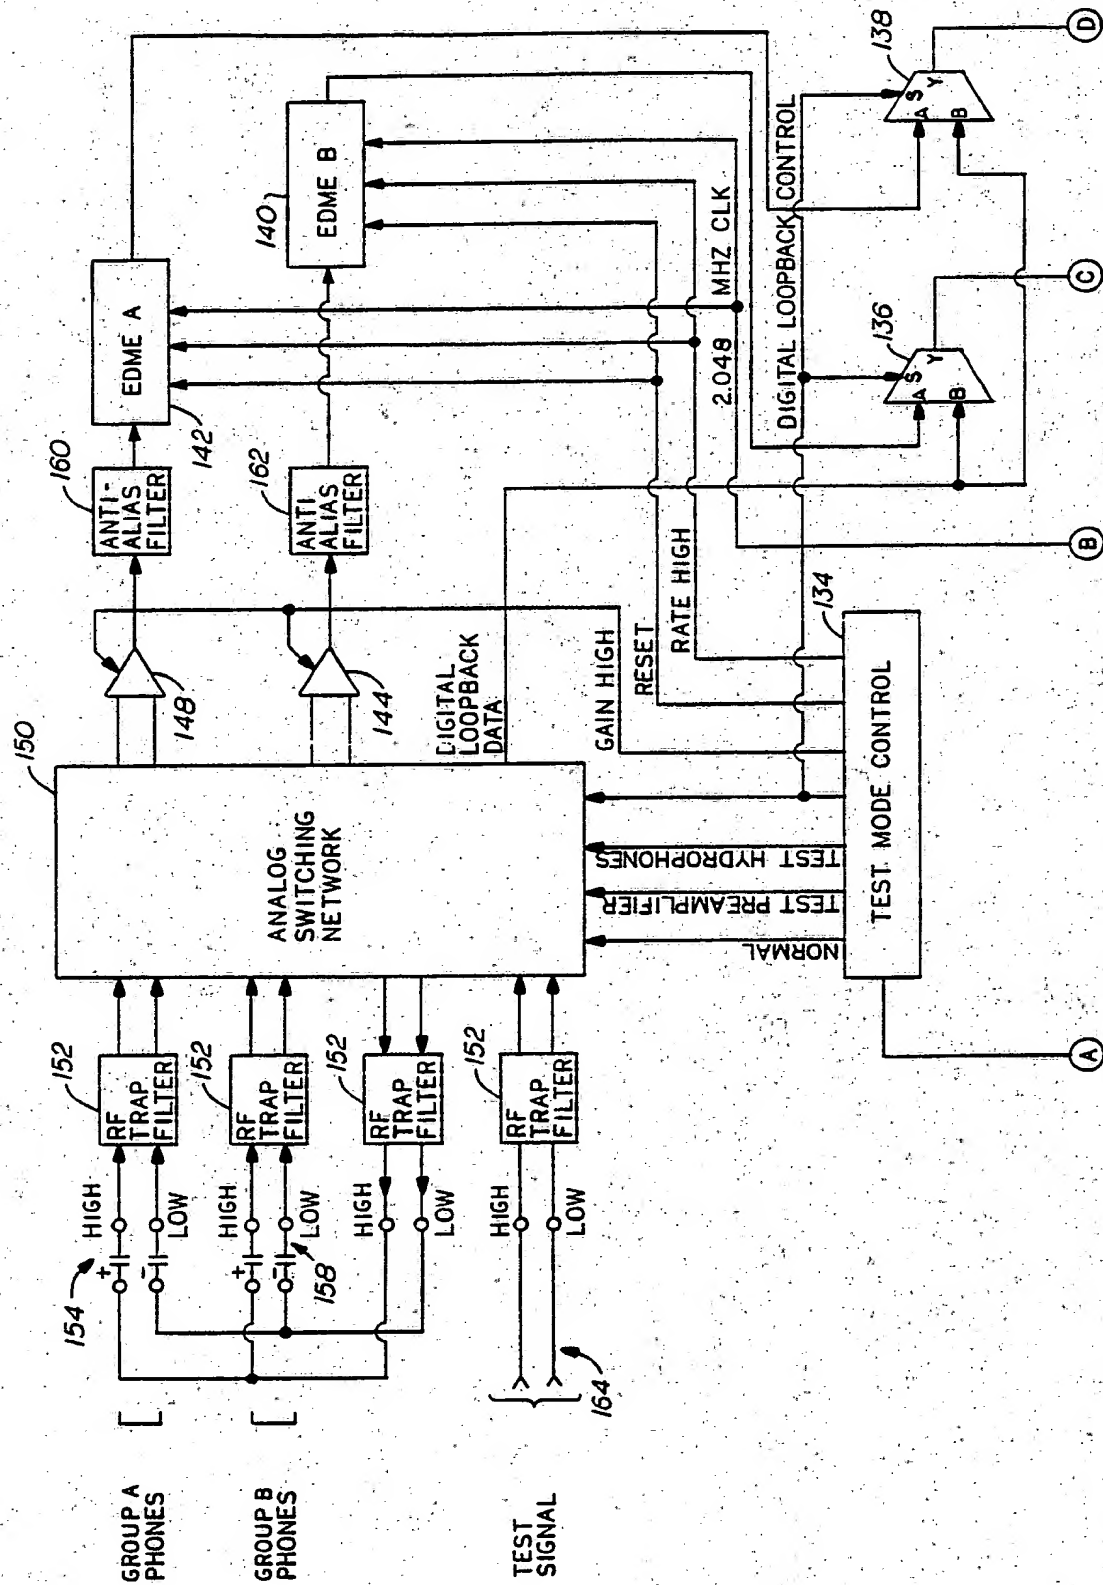 GROUP A
PHONES
154
+
-
HIGH
LOW
152
RF
TRAP
FILTER
150
148
160
ANTI-
ALIAS
FILTER
142
EDME A
GROUP B
PHONES
+
-
158
HIGH
LOW
152
RF
TRAP
FILTER
ANALOG
SWITCHING
NETWORK
144
162
ANTI
ALIAS
FILTER
140
EDME B
HIGH
LOW
152
RF
TRAP
FILTER
DIGITAL
LOOPBACK
DATA
TEST
SIGNAL
164
HIGH
LOW
152
RF
TRAP
FILTER
GAIN HIGH
RESET
RATE HIGH
2.048 MHZ CLK
DIGITAL LOOPBACK CONTROL
NORMAL
TEST PREAMPLIFIER
TEST HYDROPHONES
TEST MODE CONTROL
134
136
A
S
B
Y
138
A
S
B
Y
A
B
C
D